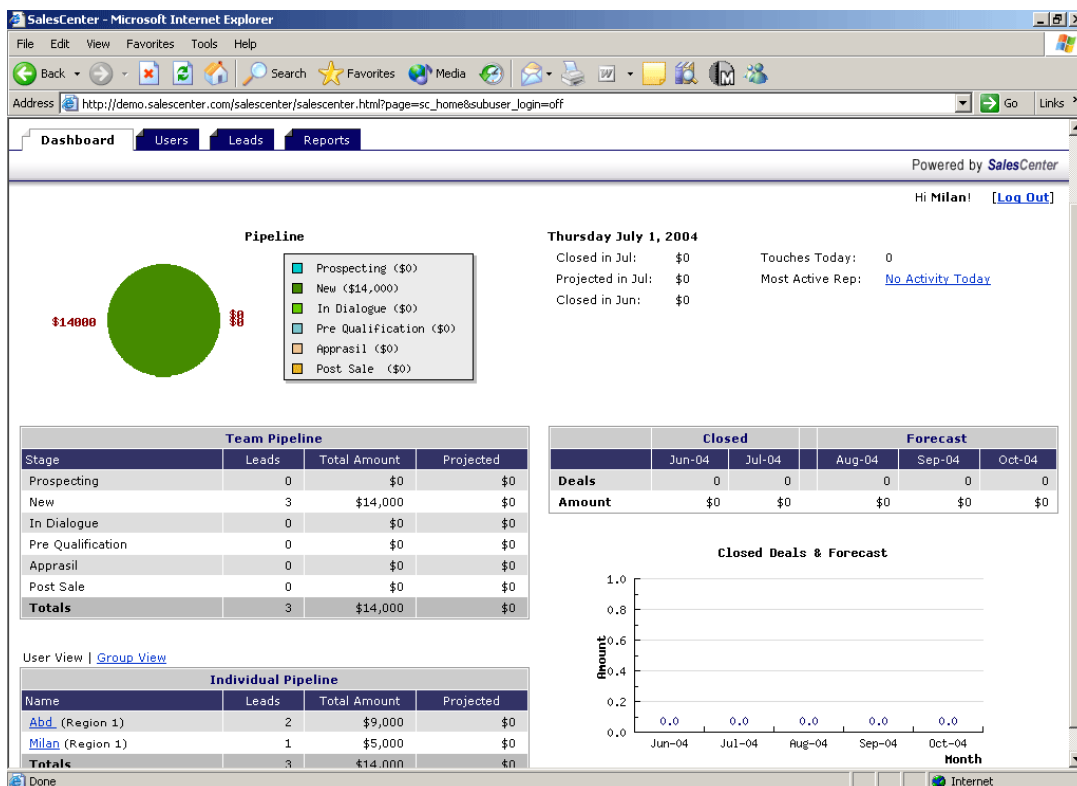 SalesCenter - Microsoft Internet Explorer
File Edit View Favorites Tools Help
Back Search Favorites Media
Address http://demo.salescenter.com/salescenter/salescenter.html?page=sc_home&subuser_login=off Go Links
Dashboard Users Leads Reports
Powered by SalesCenter
Hi Milan! [Log Out]
Pipeline
$14000
$0
Prospecting ($0)
New ($14,000)
In Dialogue ($0)
Pre Qualification ($0)
Apprasil ($0)
Post Sale ($0)
Thursday July 1, 2004
Closed in Jul: $0 Touches Today: 0
Projected in Jul: $0 Most Active Rep: No Activity Today
Closed in Jun: $0
Team Pipeline
Stage Leads Total Amount Projected
Prospecting 0 $0 $0
New 3 $14,000 $0
In Dialogue 0 $0 $0
Pre Qualification 0 $0 $0
Apprasil 0 $0 $0
Post Sale 0 $0 $0
Totals 3 $14,000 $0
Closed Forecast
Jun-04 Jul-04 Aug-04 Sep-04 Oct-04
Deals 0 0 0 0 0
Amount $0 $0 $0 $0 $0
User View | Group View
Individual Pipeline
Name Leads Total Amount Projected
Abd (Region 1) 2 $9,000 $0
Milan (Region 1) 1 $5,000 $0
Totals 3 $14,000 $0
Closed Deals & Forecast
Amount
1.0
0.8
0.6
0.4
0.2
0.0
0.0 0.0 0.0 0.0 0.0
Jun-04 Jul-04 Aug-04 Sep-04 Oct-04
Month
Done Internet